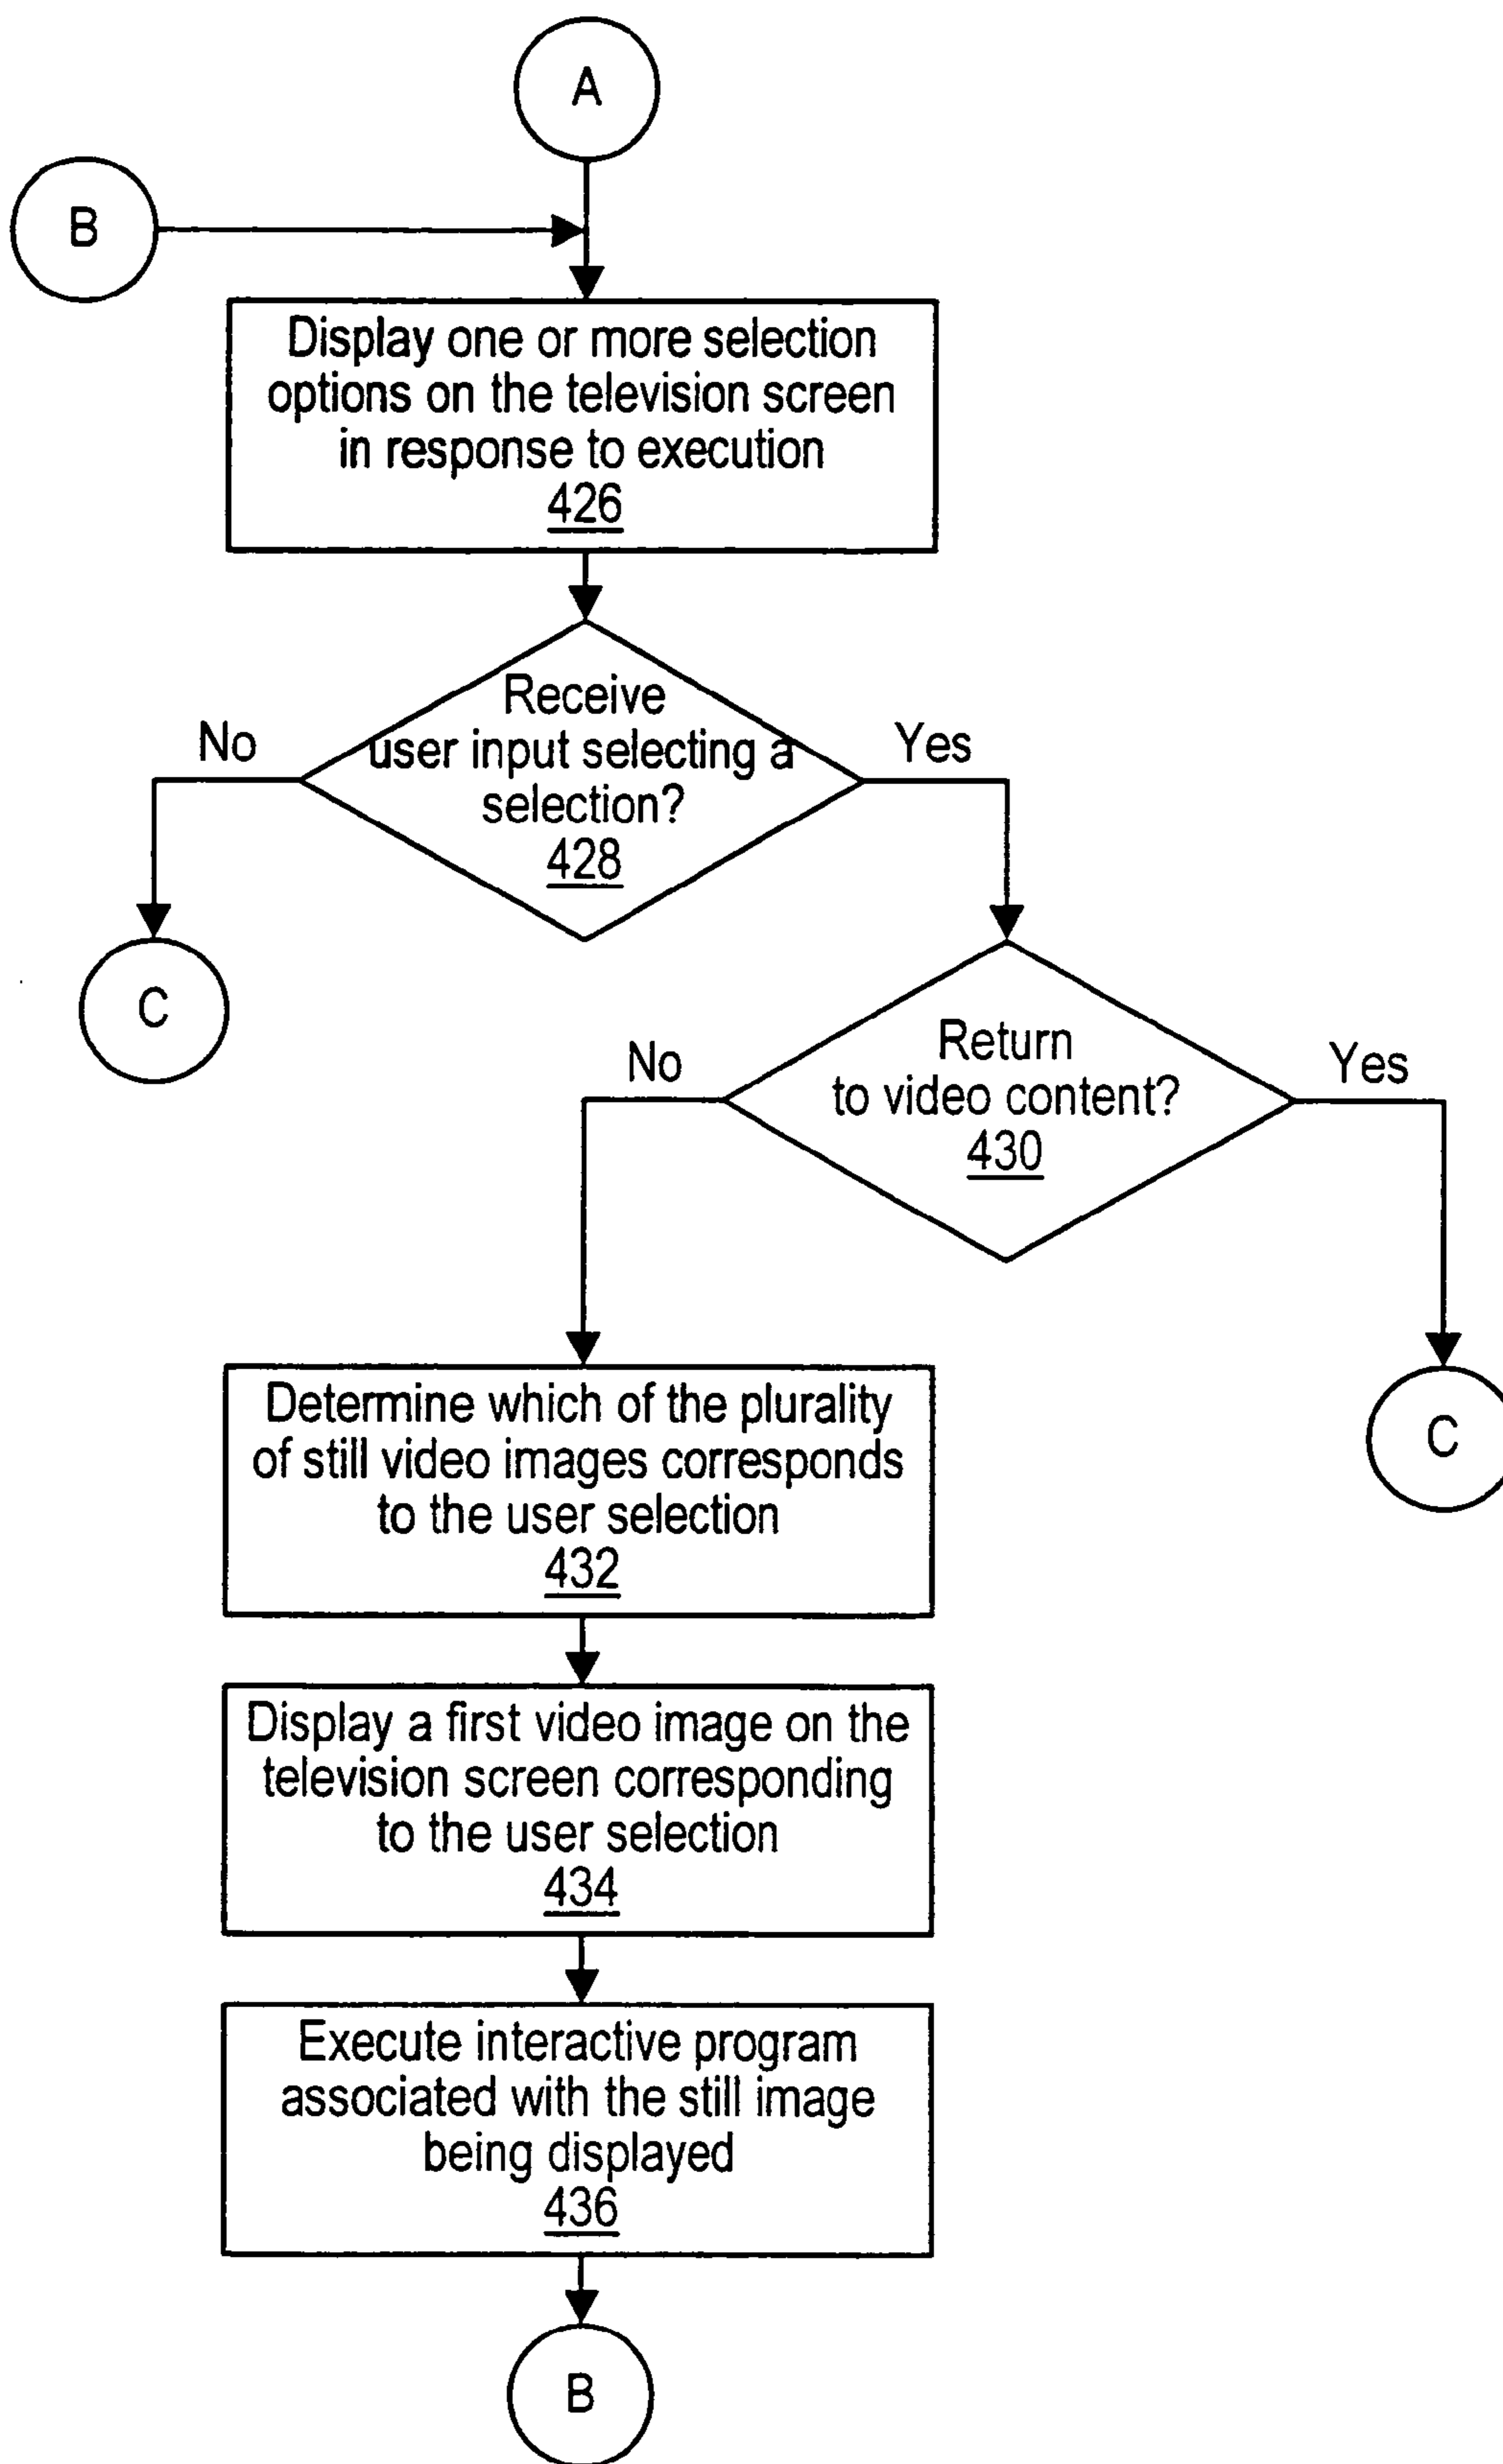 A
B
Display one or more selection
options on the television screen
in response to execution
426
Receive
user input selecting a
selection?
428
No
Yes
C
Return
to video content?
430
No
Yes
C
Determine which of the plurality
of still video images corresponds
to the user selection
432
Display a first video image on the
television screen corresponding
to the user selection
434
Execute interactive program
associated with the still image
being displayed
436
B